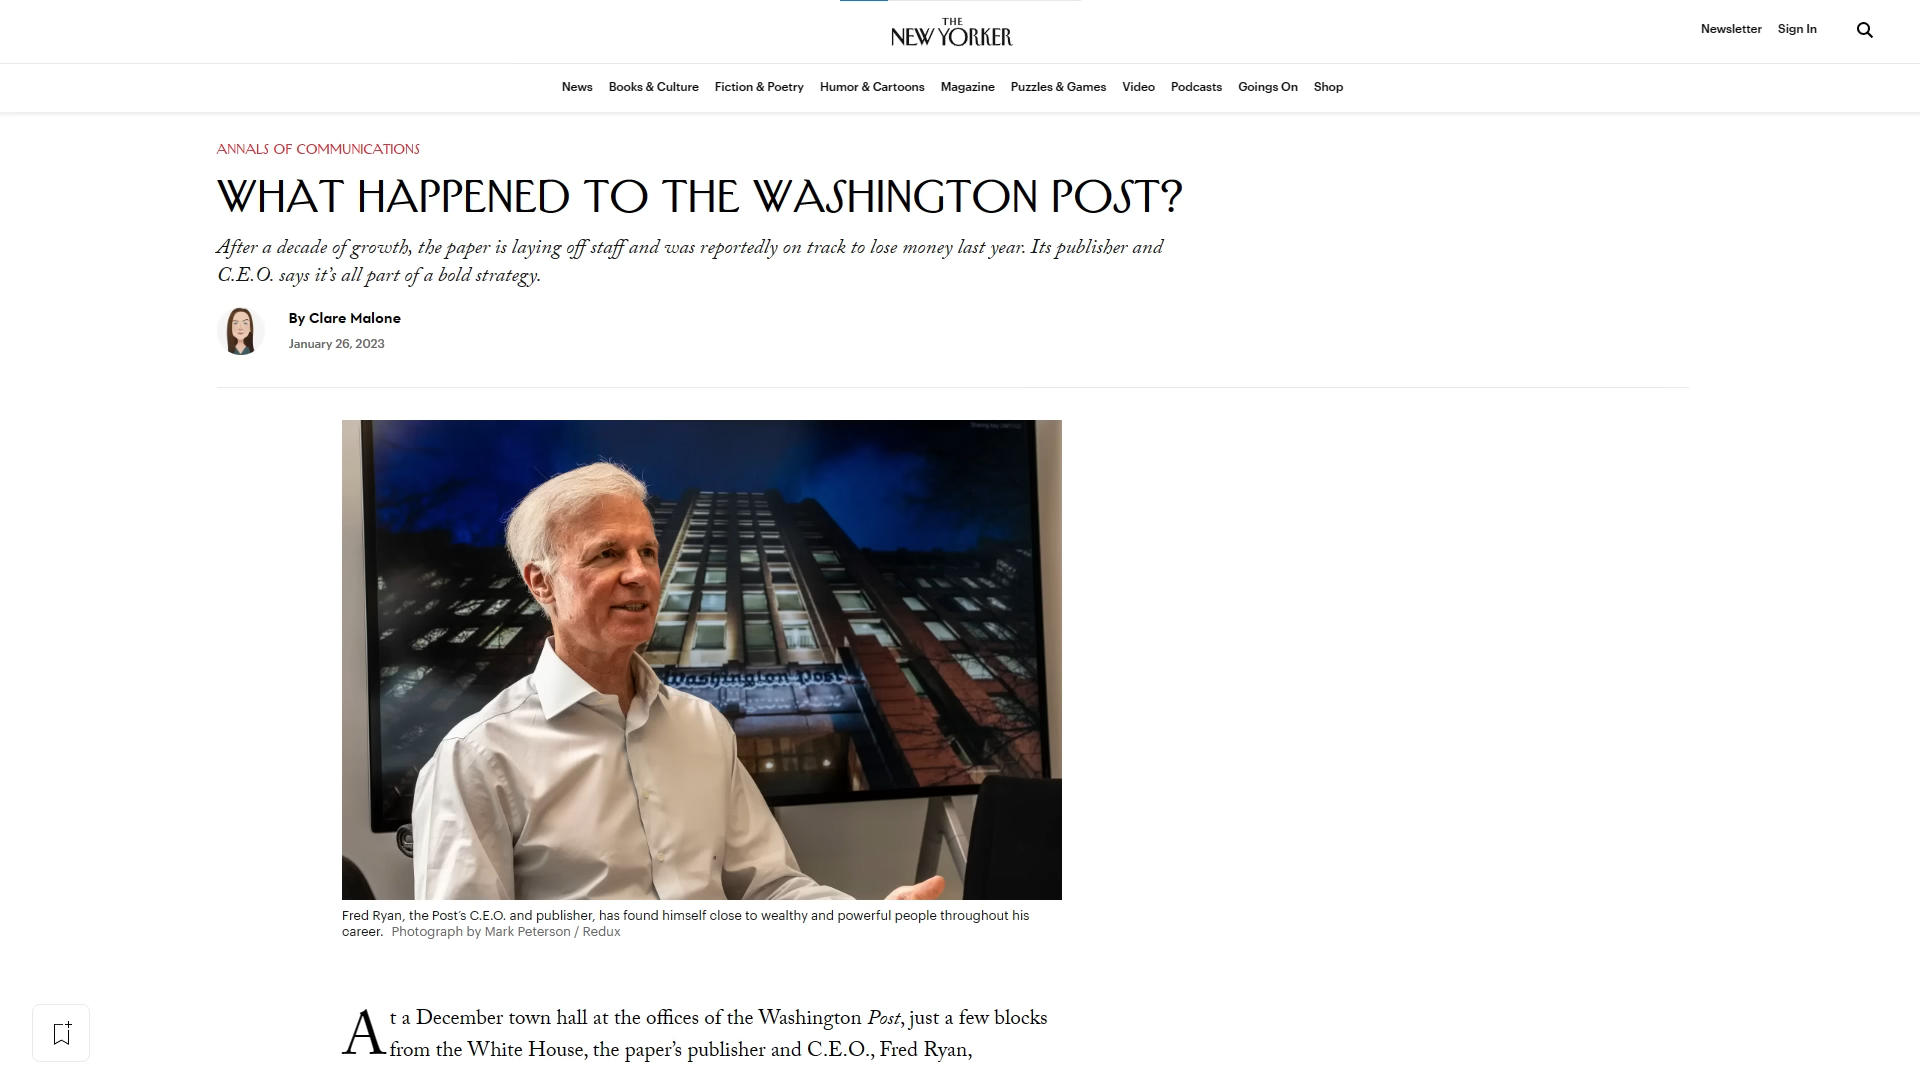 THE
NEW YORKER
Newsletter
Sign In
News
Books & Culture
Fiction & Poetry
Humor & Cartoons
Magazine
Puzzles & Games
Video
Podcasts
Goings On
Shop
ANNALS OF COMMUNICATIONS
WHAT HAPPENED TO THE WASHINGTON POST?
After a decade of growth, the paper is laying off staff and was reportedly on track to lose money last year. Its publisher and
C.E.O. says it’s all part of a bold strategy.
By Clare Malone
January 26, 2023
Washington Post
Fred Ryan, the Post’s C.E.O. and publisher, has found himself close to wealthy and powerful people throughout his
career. Photograph by Mark Peterson / Redux
At a December town hall at the offices of the Washington Post, just a few blocks
from the White House, the paper’s publisher and C.E.O., Fred Ryan,